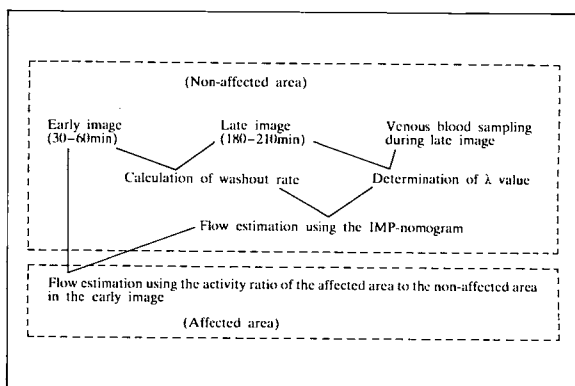 (Non-affected area)
Early image
(30-60min)
Late image
(180-210min)
Venous blood sampling
during late image
Calculation of washout rate
Determination of λ value
Flow estimation using the IMP-nomogram
Flow estimation using the activity ratio of the affected area to the non-affected area
in the early image
(Affected area)